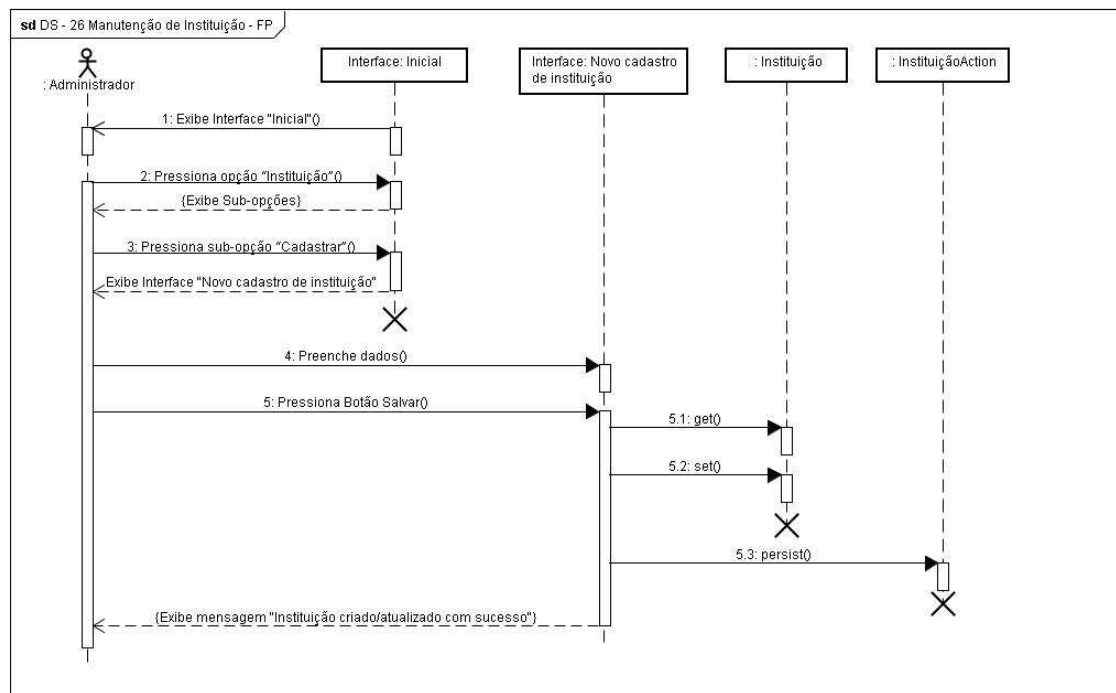 sd DS - 26 Manutenção de Instituição - FP
: Administrador
Interface: Inicial
Interface: Novo cadastro
de instituição
: Instituição
: InstituiçãoAction
1: Exibe Interface "Inicial"()
2: Pressiona opção "Instituição"()
{Exibe Sub-opções}
3: Pressiona sub-opção "Cadastrar"()
Exibe Interface "Novo cadastro de instituição"
4: Preenche dados()
5: Pressiona Botão Salvar()
5.1: get()
5.2: set()
5.3: persist()
{Exibe mensagem "Instituição criado/atualizado com sucesso"}